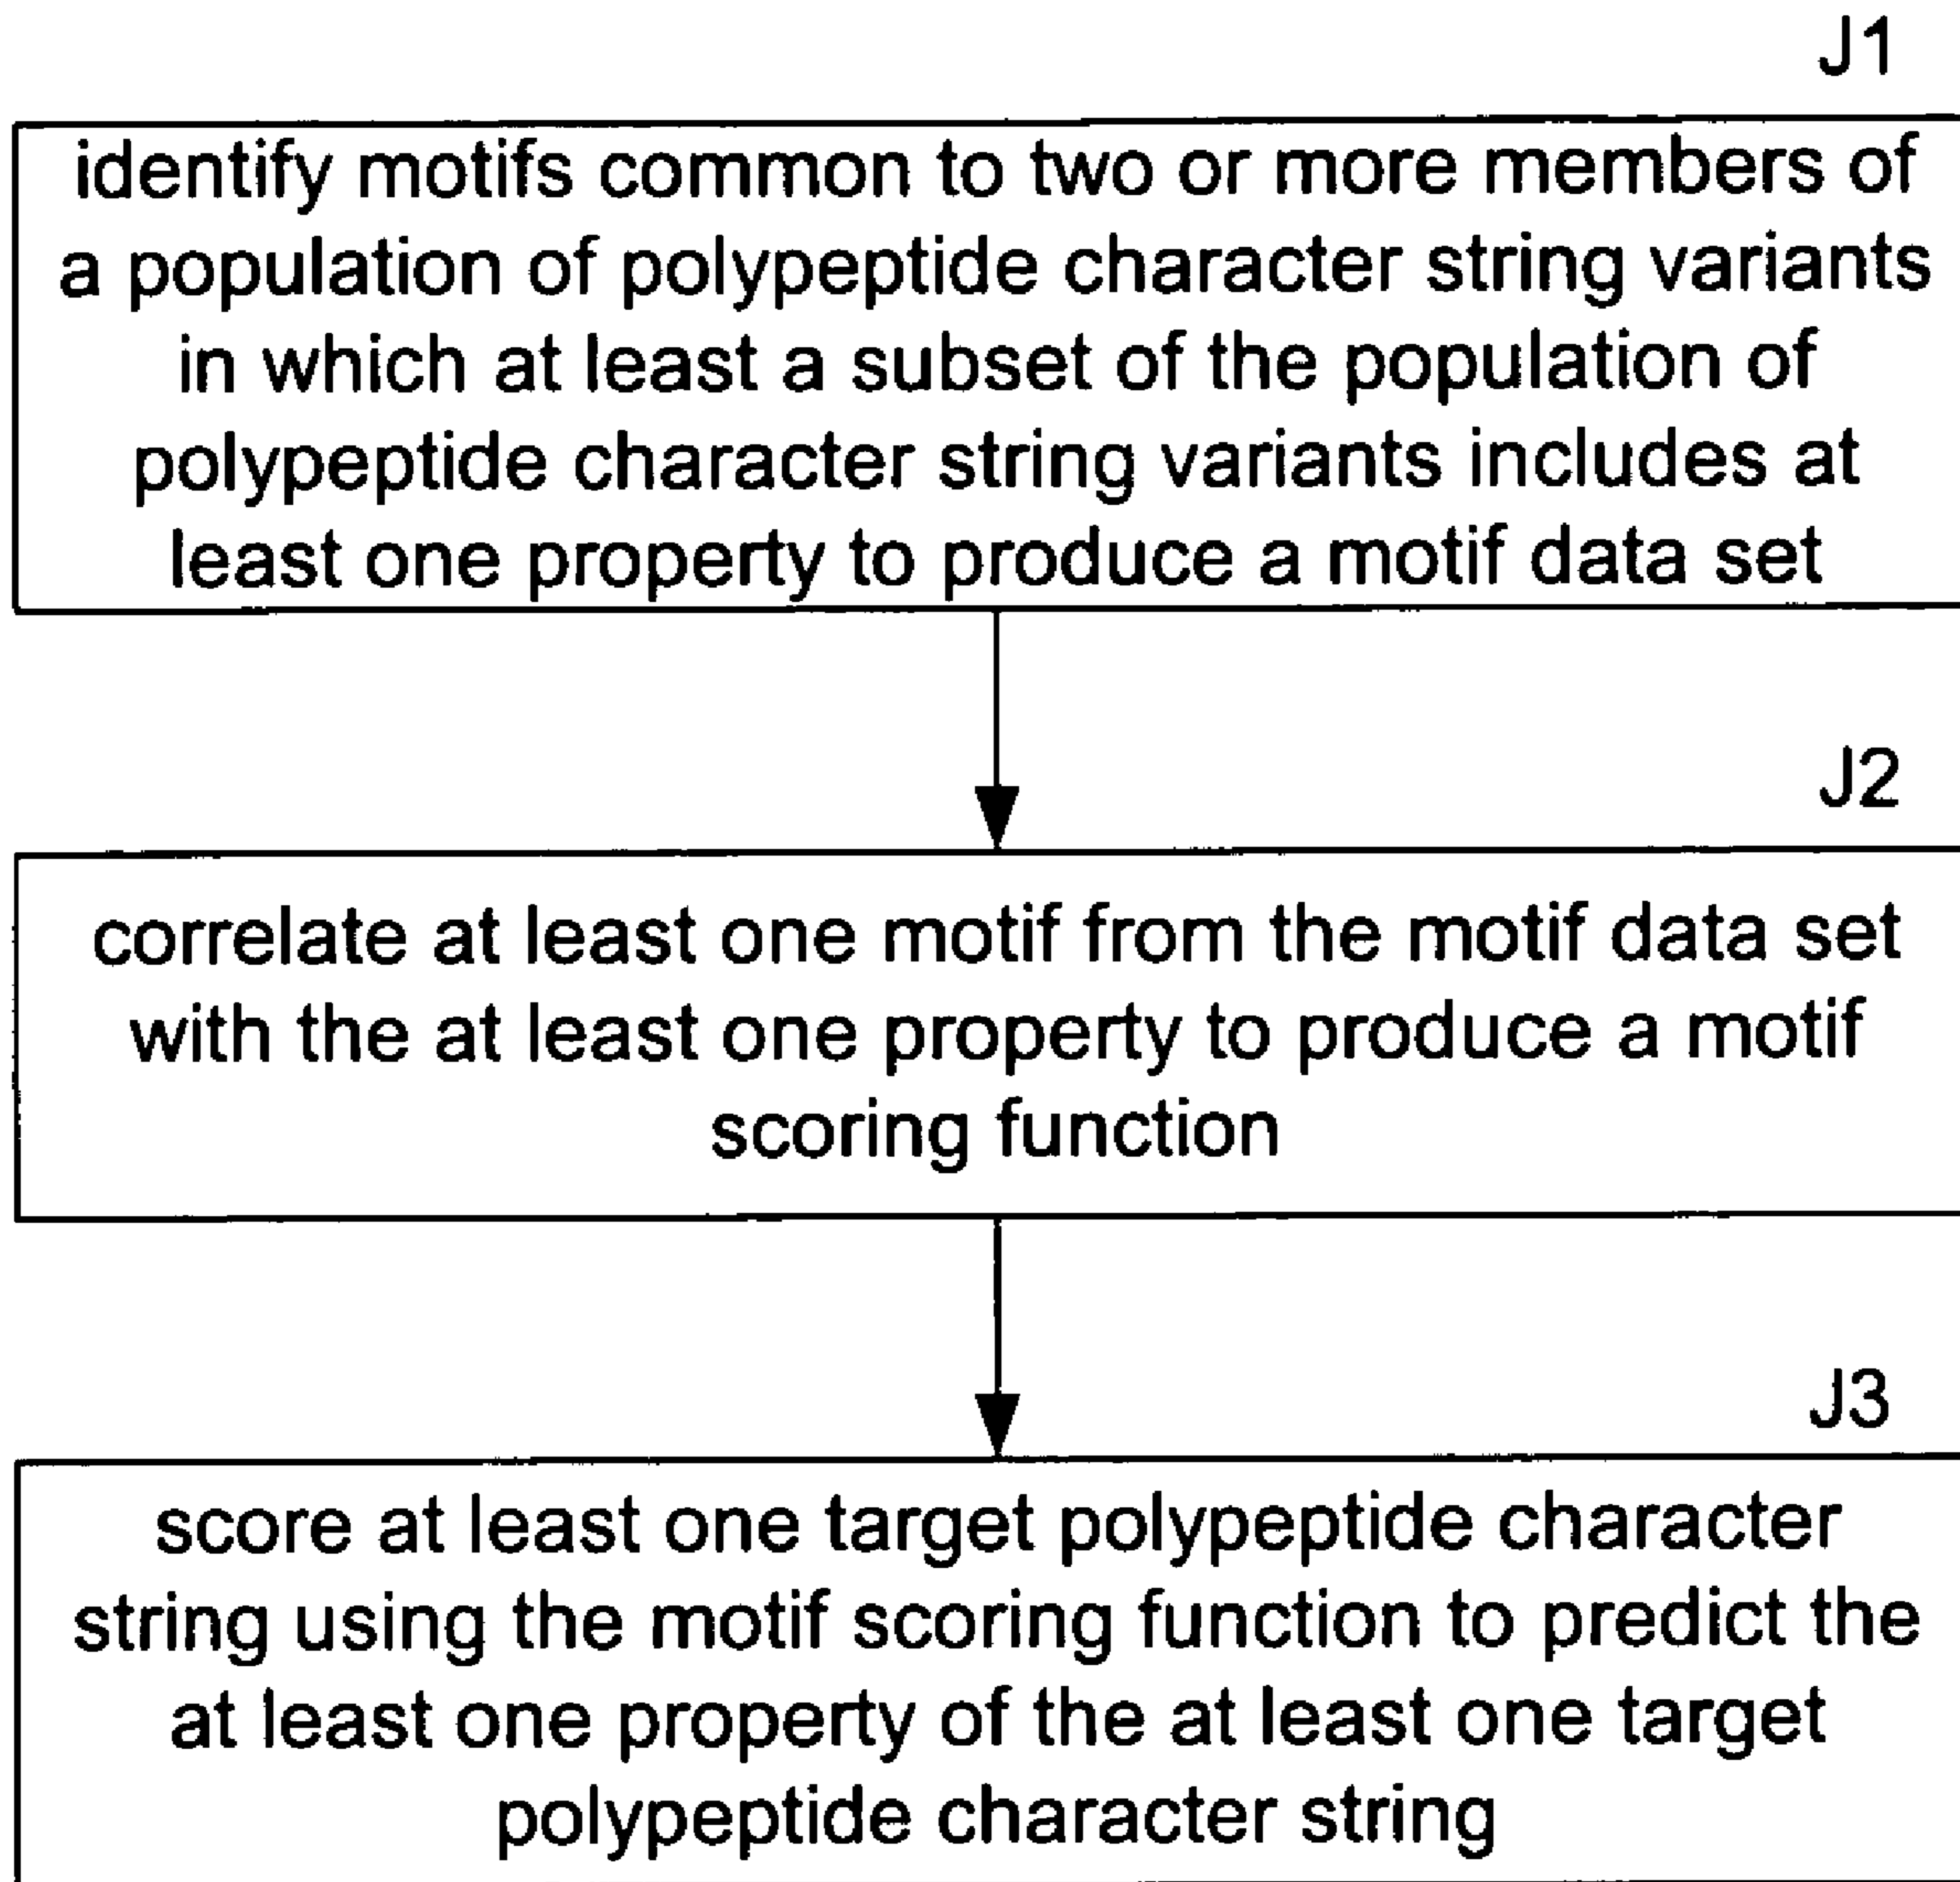 J1
identify motifs common to two or more members of
a population of polypeptide character string variants
in which at least a subset of the population of
polypeptide character string variants includes at
least one property to produce a motif data set
J2
correlate at least one motif from the motif data set
with the at least one property to produce a motif
scoring function
J3
score at least one target polypeptide character
string using the motif scoring function to predict the
at least one property of the at least one target
polypeptide character string